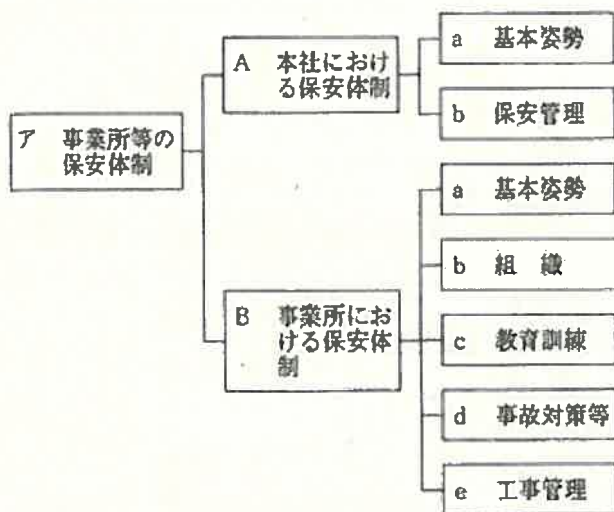 ア 事業所等の
保安体制
A 本社におけ
る保安体制
a 基本姿勢
b 保安管理
B 事業所にお
ける保安体
制
a 基本姿勢
b 組織
c 教育訓練
d 事故対策等
e 工事管理